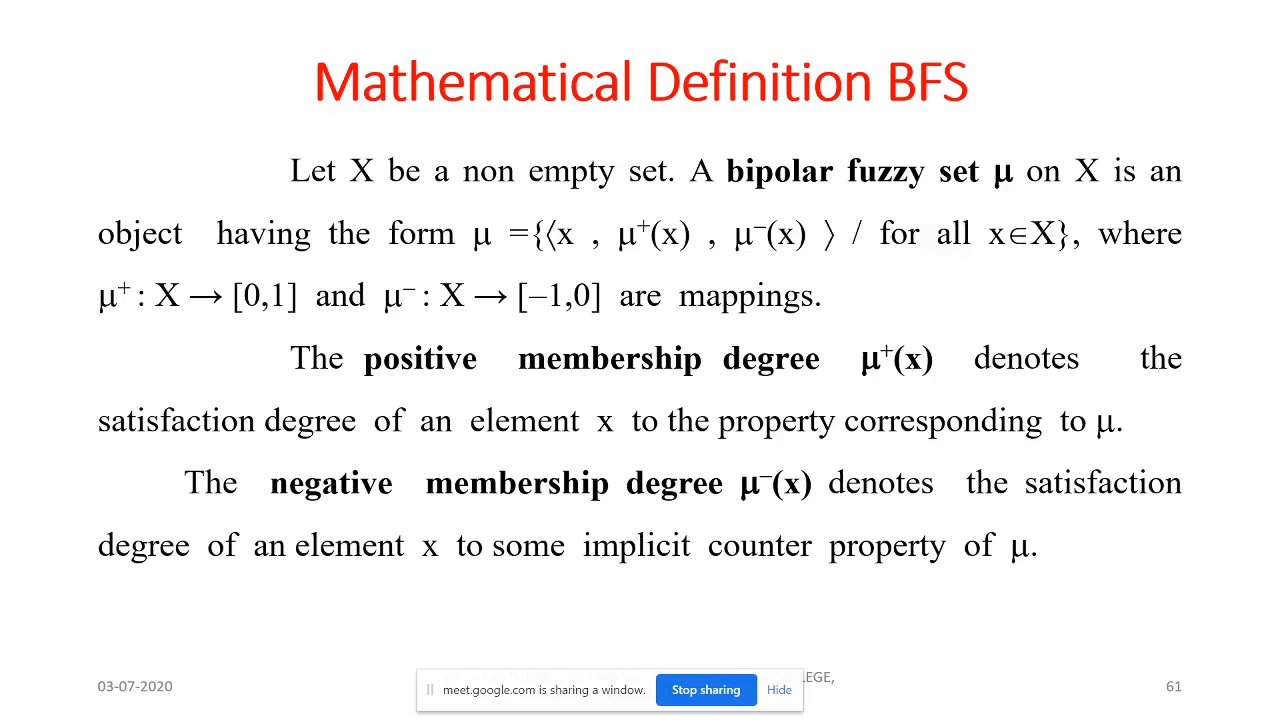 Mathematical Definition BFS
Let X be a non empty set. A bipolar fuzzy set μ on X is an
object having the form μ ={⟨x , μ⁺(x) , μ⁻(x) ⟩ / for all x∈X}, where
μ⁺ : X → [0,1] and μ⁻ : X → [–1,0] are mappings.
The positive membership degree μ⁺(x) denotes the
satisfaction degree of an element x to the property corresponding to μ.
The negative membership degree μ⁻(x) denotes the satisfaction
degree of an element x to some implicit counter property of μ.
03-07-2020
meet.google.com is sharing a window. Stop sharing Hide
61